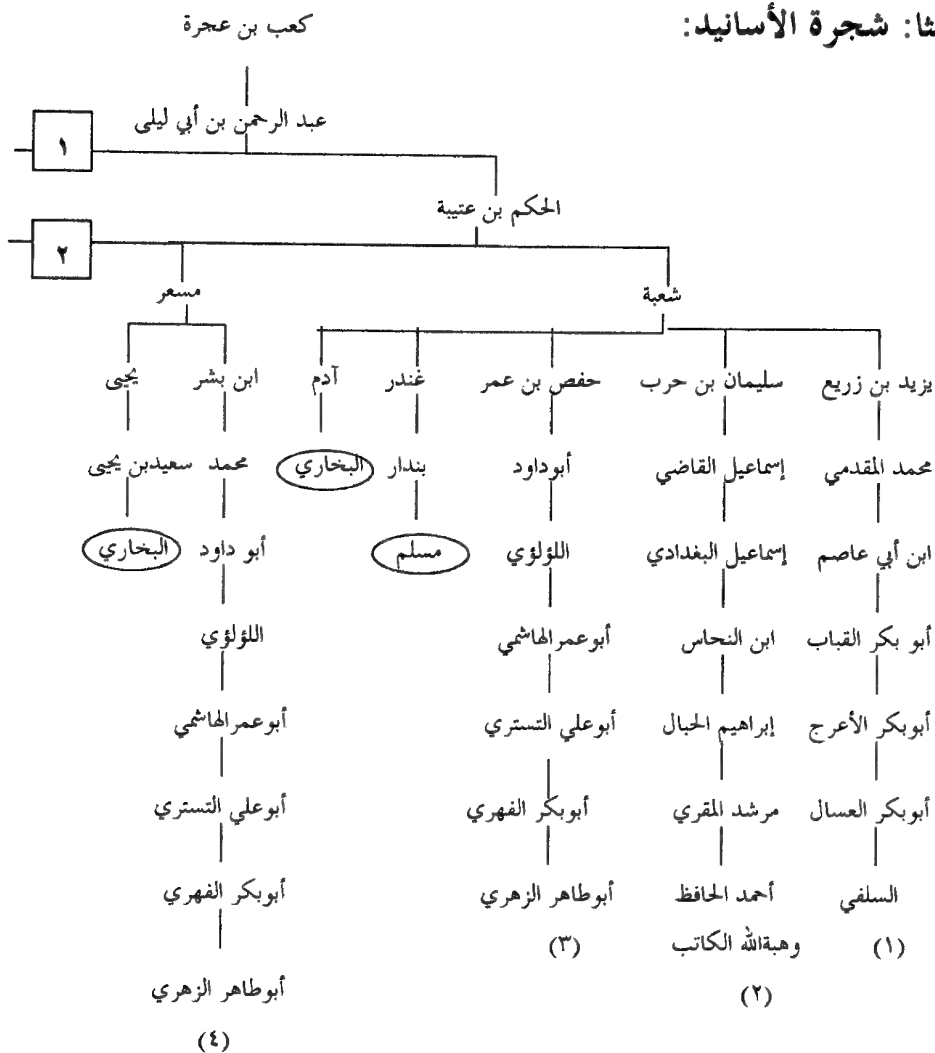 ثا: شجرة الأسانيد:
كعب بن عجرة
عبد الرحمن بن أبي ليلى
١
الحكم بن عتيبة
٢
شعبة
مسعر
يزيد بن زريع
سليمان بن حرب
حفص بن عمر
غندر
آدم
ابن بشر
يحيى
محمد المقدمي
إسماعيل القاضي
أبوداود
بندار
البخاري
محمد
سعيدبن يحيى
ابن أبي عاصم
إسماعيل البغدادي
اللؤلؤي
مسلم
أبو داود
البخاري
أبو بكر القباب
ابن النحاس
أبوعمر الهاشمي
اللؤلؤي
أبوبكر الأعرج
إبراهيم الحبال
أبوعلي التستري
أبوعمر الهاشمي
أبوبكر العسال
مرشد المقري
أبوبكر الفهري
أبوعلي التستري
السلفي
أحمد الحافظ
أبوطاهر الزهري
أبوبكر الفهري
(١)
وهبةالله الكاتب
(٣)
(٢)
أبوطاهر الزهري
(٤)